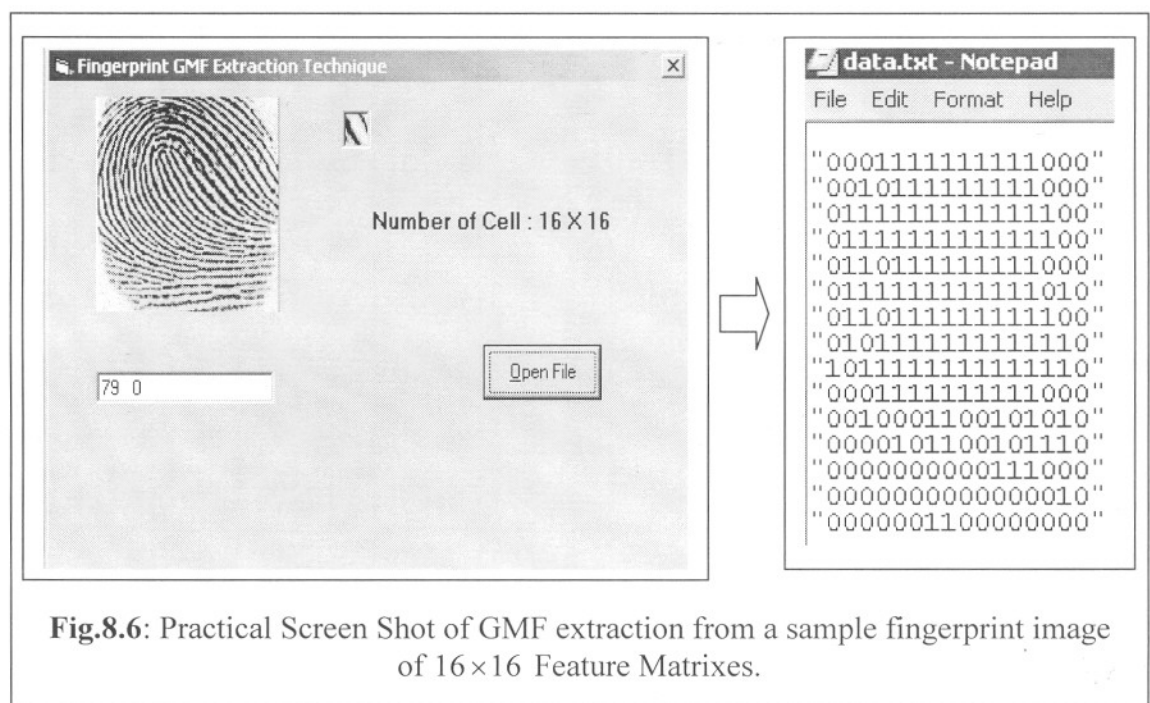 Fingerprint GMF Extraction Technique
Number of Cell : 16 X 16
79 0
Open File
data.txt - Notepad
File Edit Format Help
"0001111111111000"
"0010111111111000"
"0111111111111100"
"0111111111111100"
"0110111111111000"
"0111111111111010"
"0110111111111100"
"0101111111111110"
"1011111111111110"
"0001111111111000"
"0010001100101010"
"0000101100101110"
"0000000000111000"
"0000000000000010"
"0000001100000000"
Fig.8.6: Practical Screen Shot of GMF extraction from a sample fingerprint image
of 16×16 Feature Matrixes.